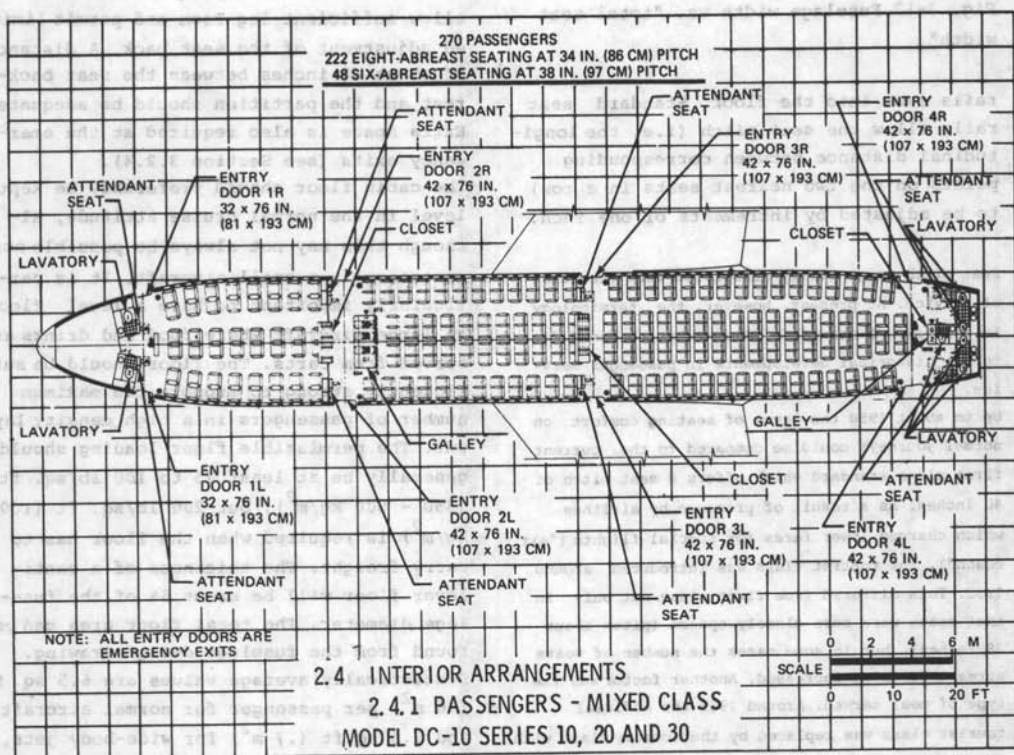 270 PASSENGERS
222 EIGHT-ABREAST SEATING AT 34 IN. (86 CM) PITCH
48 SIX-ABREAST SEATING AT 38 IN. (97 CM) PITCH
ATTENDANT
SEAT
ENTRY
DOOR
32 x 76 IN.
(81 x 193 CM)
ATTENDANT
SEAT
ENTRY
DOOR 2R
42 x 76 IN.
(107 x 193 CM)
CLOSET
ATTENDANT
SEAT
ENTRY
DOOR 3R
42 x 76 IN.
(107 x 193 CM)
ENTRY
DOOR 4R
42 x 76 IN.
(107 x 193 CM)
ATTENDANT
SEAT
CLOSET
LAVATORY
LAVATORY
LAVATORY
ENTRY
DOOR 1
32 x 76 IN.
(81 x 193 CM)
ATTENDANT
SEAT
GALLEY
ENTRY
DOOR 2L
42 x 76 IN.
(107 x 193 CM)
ATTENDANT
SEAT
GALLEY
CLOSET
ENTRY
DOOR 3L
42 x 76 IN.
(107 x 193 CM)
ATTENDANT
SEAT
LAVATORY
ATTENDANT
SEAT
ENTRY
DOOR 4L
42 x 76 IN.
(107 x 193 CM)
NOTE: ALL ENTRY DOORS ARE
EMERGENCY EXITS
0 2 4 6 M
SCALE
0 10 20 FT
2.4 INTERIOR ARRANGEMENTS
2.4.1 PASSENGERS - MIXED CLASS
MODEL DC-10 SERIES 10, 20 AND 30